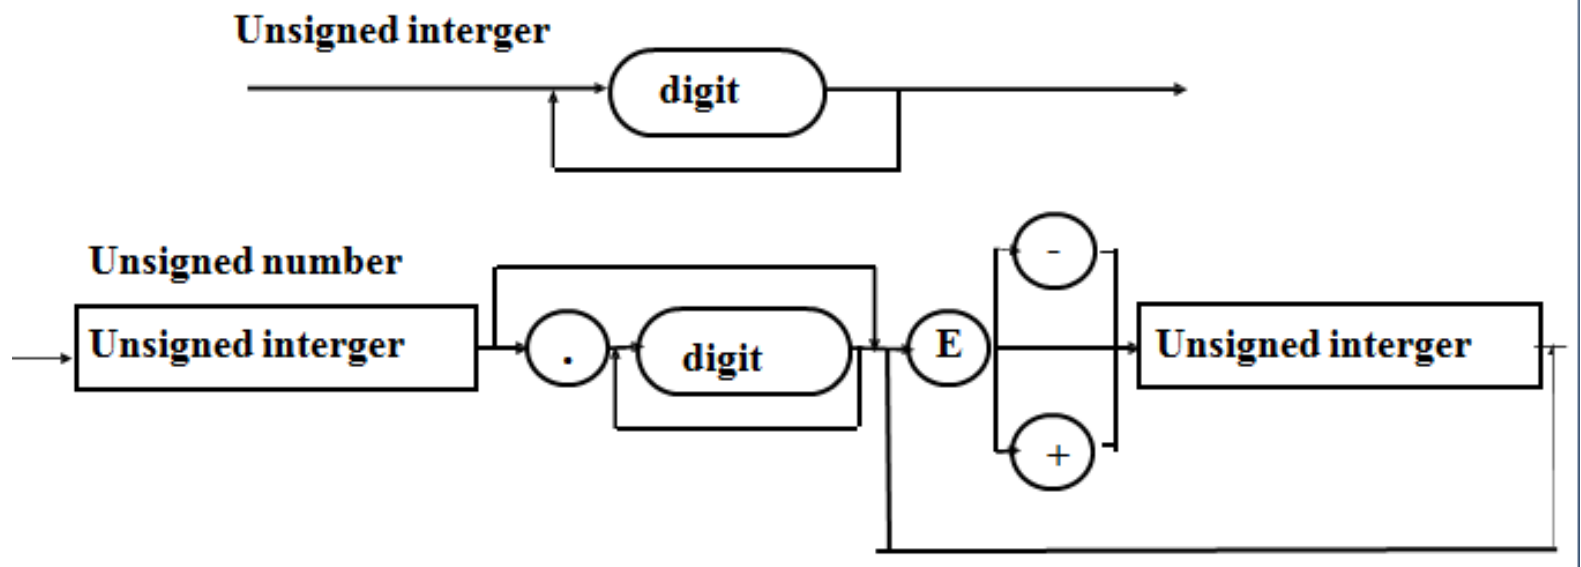 Unsigned interger
digit
Unsigned number
Unsigned interger . digit E - + Unsigned interger